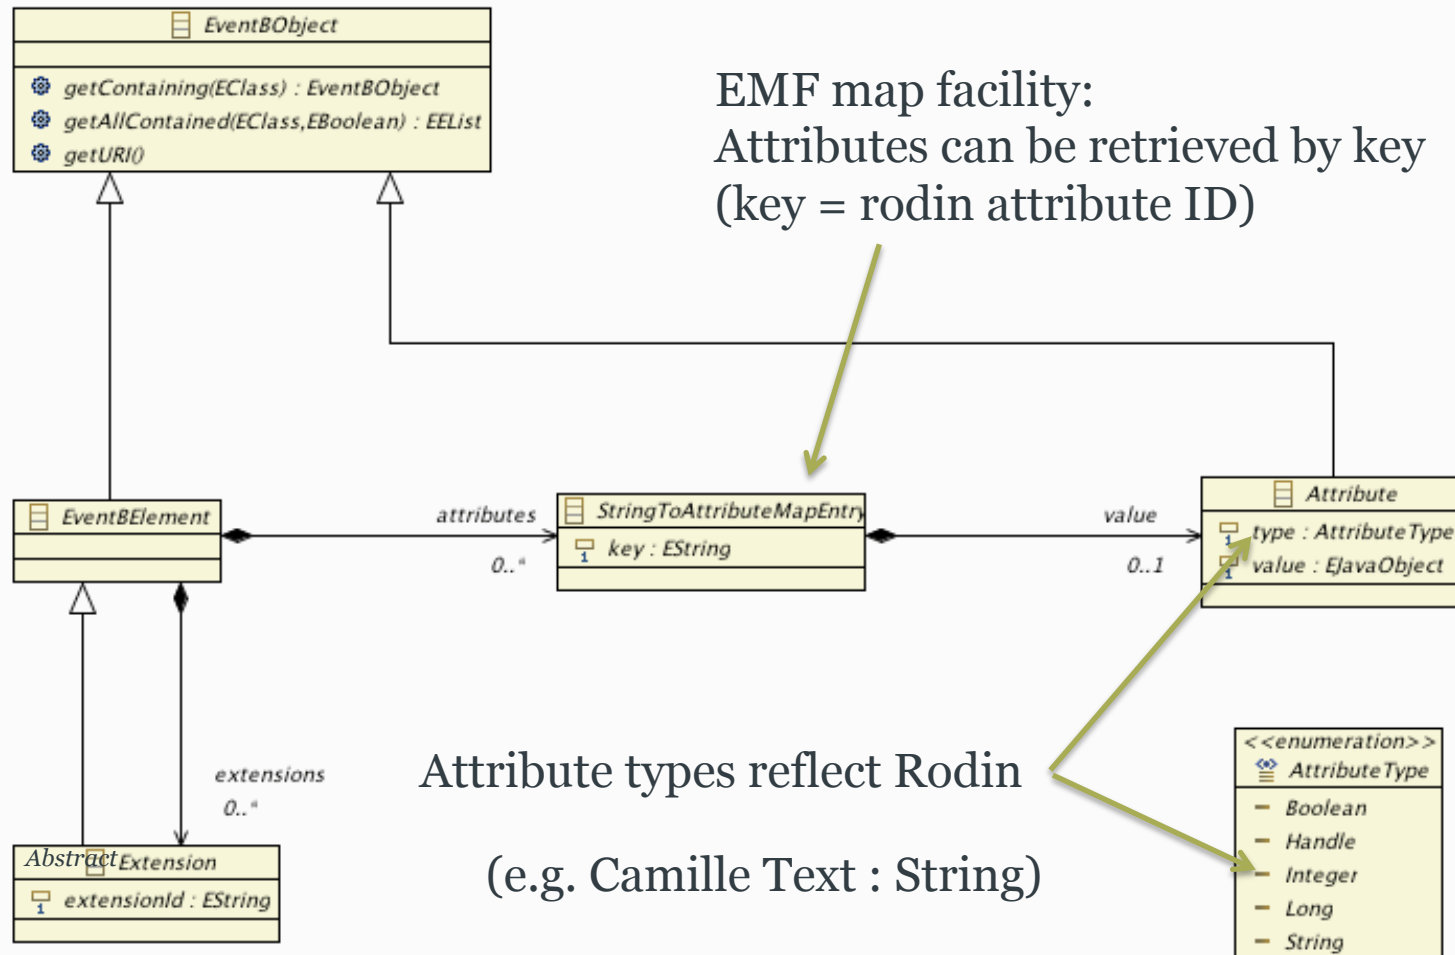 EventBObject
getContaining(EClass) : EventBObject
getAllContained(EClass,EBoolean) : EEList
getURI()
EMF map facility:
Attributes can be retrieved by key
(key = rodin attribute ID)
EventBElement
attributes
0..*
StringToAttributeMapEntry
key : EString
value
0..1
Attribute
type : AttributeType
value : EJavaObject
extensions
0..*
Attribute types reflect Rodin
(e.g. Camille Text : String)
<<enumeration>>
AttributeType
Boolean
Handle
Integer
Long
String
Abstract Extension
extensionId : EString